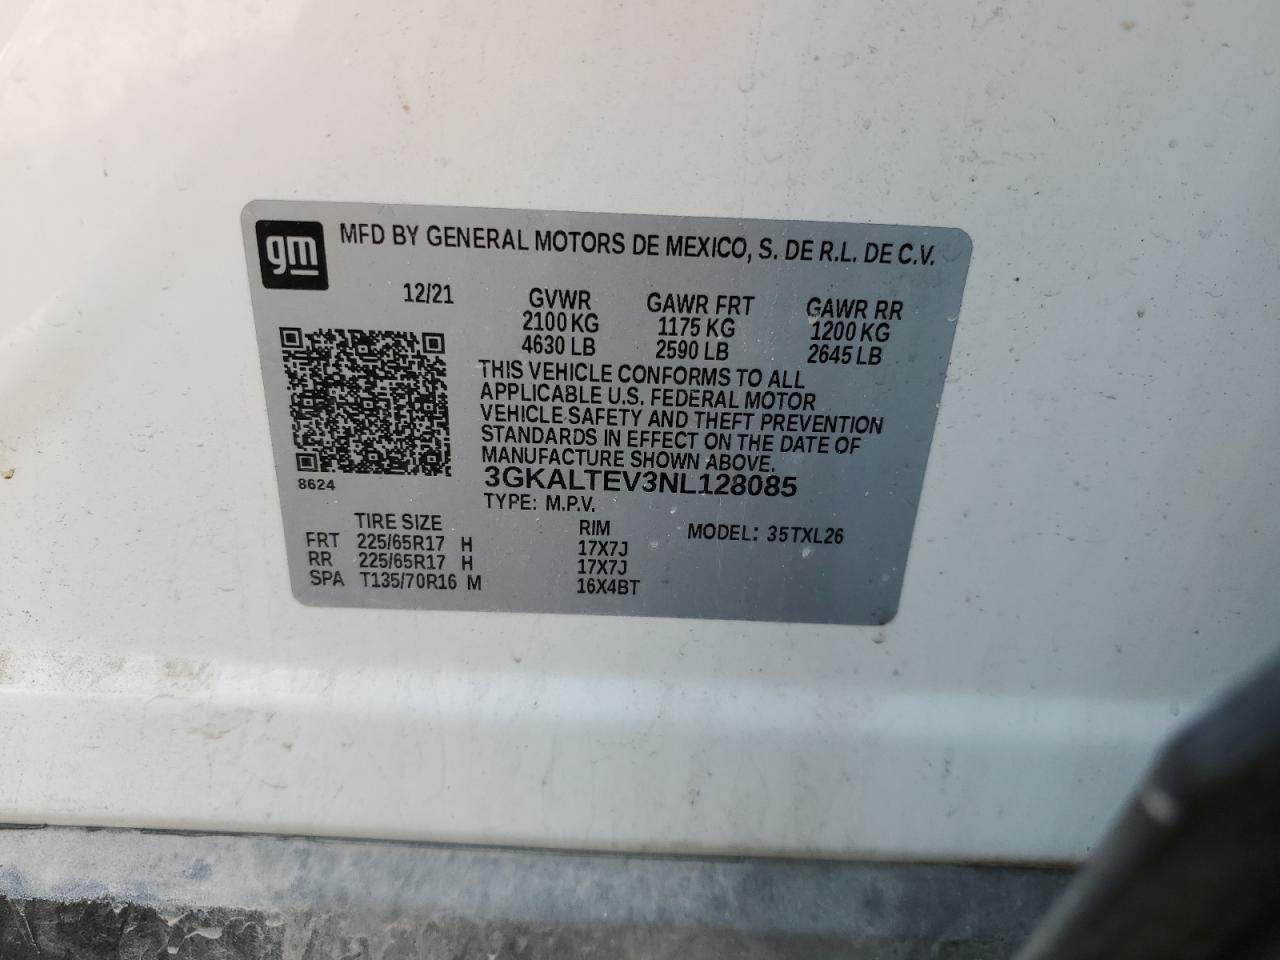 gm
MFD BY GENERAL MOTORS DE MEXICO, S. DE R.L. DE C.V.
12/21 GVWR GAWR FRT GAWR RR
2100 KG 1175 KG 1200 KG
4630 LB 2590 LB 2645 LB
THIS VEHICLE CONFORMS TO ALL
APPLICABLE U.S. FEDERAL MOTOR
VEHICLE SAFETY AND THEFT PREVENTION
STANDARDS IN EFFECT ON THE DATE OF
MANUFACTURE SHOWN ABOVE.
8624 3GKALTEV3NL128085
TYPE: M.P.V.
TIRE SIZE RIM MODEL: 35TXL26
FRT 225/65R17 H 17X7J
RR 225/65R17 H 17X7J
SPA T135/70R16 M 16X4BT